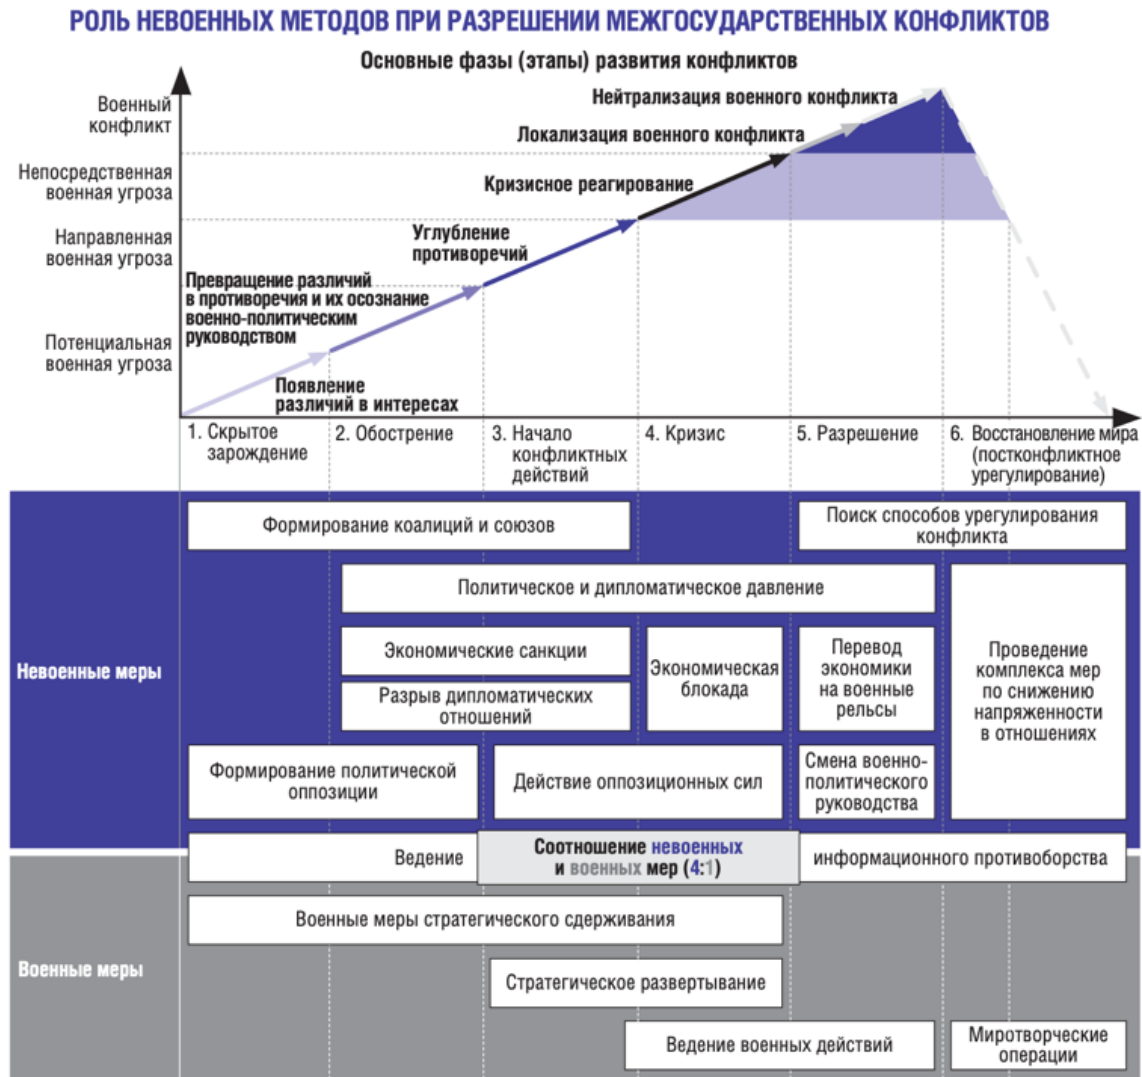 РОЛЬ НЕВОЕННЫХ МЕТОДОВ ПРИ РАЗРЕШЕНИИ МЕЖГОСУДАРСТВЕННЫХ КОНФЛИКТОВ
Основные фазы (этапы) развития конфликтов
Военный
конфликт
Непосредственная
военная угроза
Направленная
военная угроза
Потенциальная
военная угроза
Нейтрализация военного конфликта
Локализация военного конфликта
Кризисное реагирование
Углубление
противоречий
Превращение различий
в противоречия и их осознание
военно-политическим
руководством
Появление
различий в интересах
1. Скрытое
зарождение
2. Обострение
3. Начало
конфликтных
действий
4. Кризис
5. Разрешение
6. Восстановление мира
(постконфликтное
урегулирование)
Невоенные меры
Формирование коалиций и союзов
Поиск способов урегулирования
конфликта
Политическое и дипломатическое давление
Экономические санкции
Разрыв дипломатических
отношений
Экономическая
блокада
Перевод
экономики
на военные
рельсы
Проведение
комплекса мер
по снижению
напряженности
в отношениях
Формирование политической
оппозиции
Действие оппозиционных сил
Смена военно-
политического
руководства
Ведение
Соотношение невоенных
и военных мер (4:1)
информационного противоборства
Военные меры
Военные меры стратегического сдерживания
Стратегическое развертывание
Ведение военных действий
Миротворческие
операции